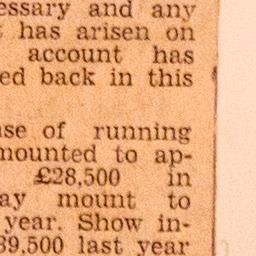 essary and any
has arisen on
account has
ed back in this
se of running
mounted to ap-
£28,500 in
ay mount to
year. Show in-
39,500 last year